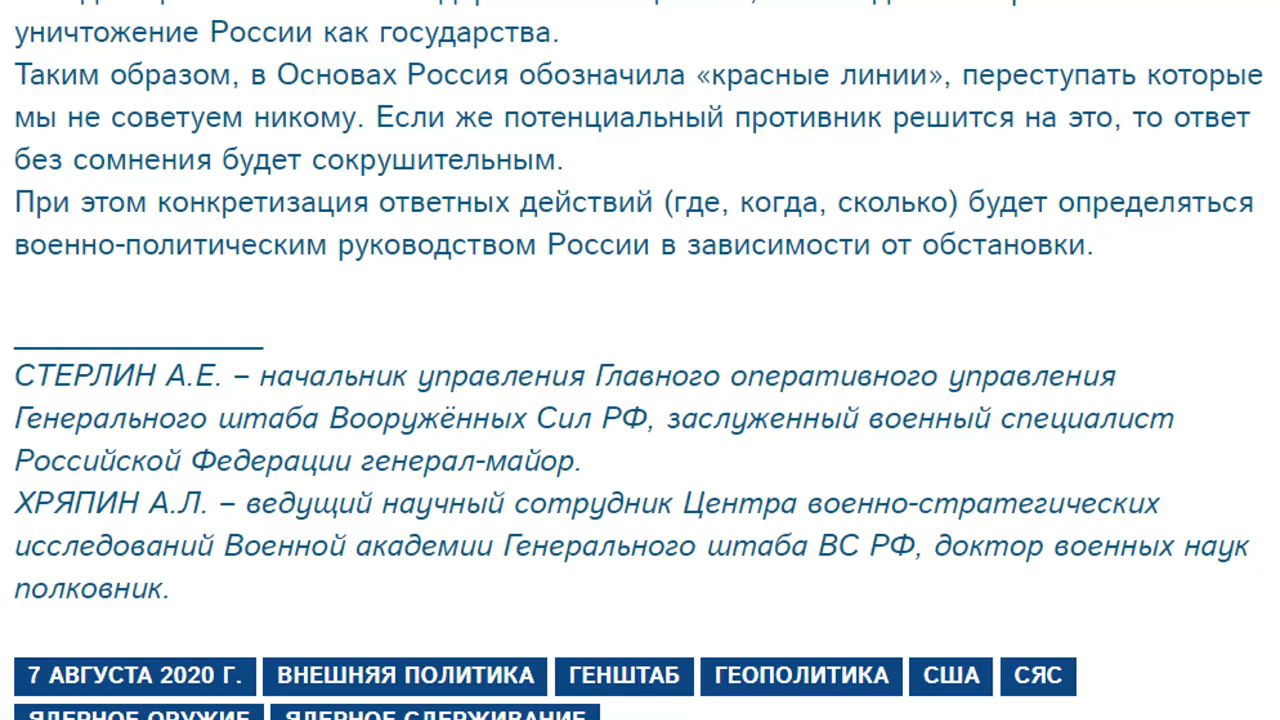 уничтожение России как государства.
Таким образом, в Основах Россия обозначила «красные линии», переступать которые
мы не советуем никому. Если же потенциальный противник решится на это, то ответ
без сомнения будет сокрушительным.
При этом конкретизация ответных действий (где, когда, сколько) будет определяться
военно-политическим руководством России в зависимости от обстановки.
СТЕРЛИН А.Е. – начальник управления Главного оперативного управления
Генерального штаба Вооружённых Сил РФ, заслуженный военный специалист
Российской Федерации генерал-майор.
ХРЯПИН А.Л. – ведущий научный сотрудник Центра военно-стратегических
исследований Военной академии Генерального штаба ВС РФ, доктор военных наук
полковник.
7 АВГУСТА 2020 Г. ВНЕШНЯЯ ПОЛИТИКА ГЕНШТАБ ГЕОПОЛИТИКА США СЯС
ЯДЕРНОЕ ОРУЖИЕ ЯДЕРНОЕ СДЕРЖИВАНИЕ